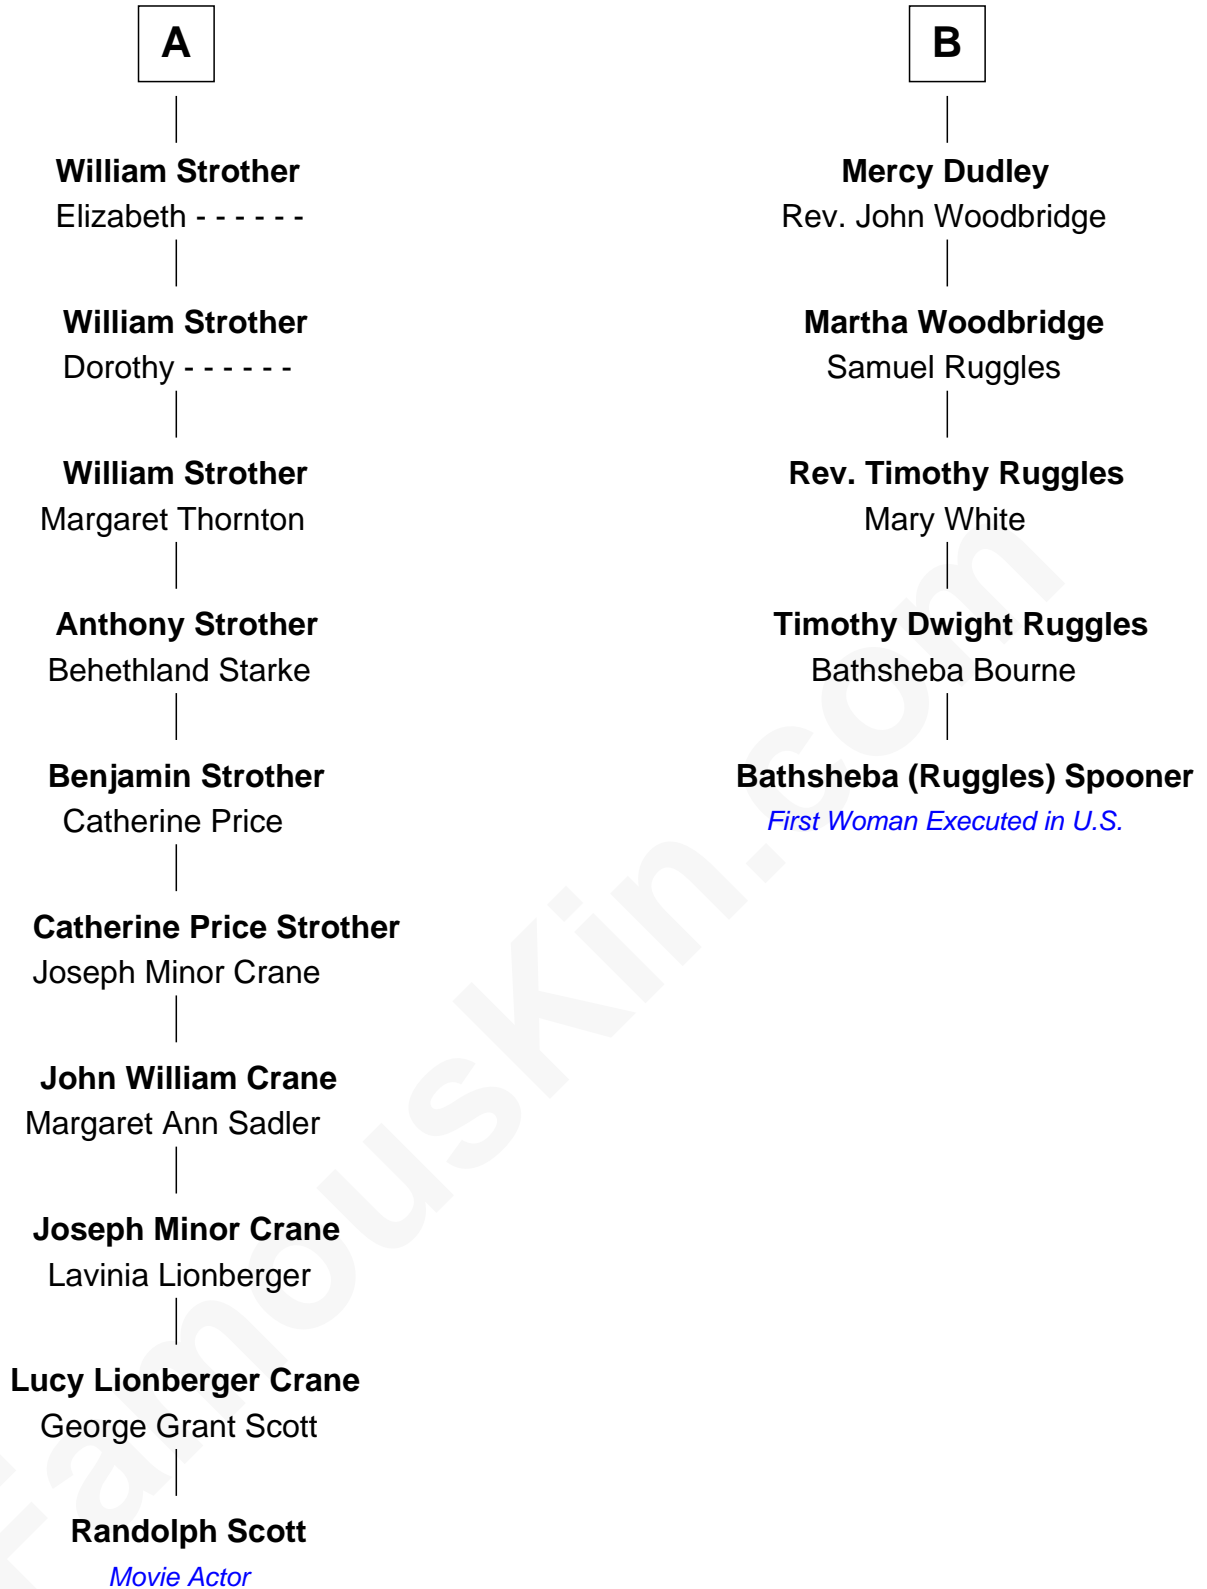 A
William Strother
Elizabeth - - - - - -
William Strother
Dorothy - - - - - -
William Strother
Margaret Thornton
Anthony Strother
Behethland Starke
Benjamin Strother
Catherine Price
Catherine Price Strother
Joseph Minor Crane
John William Crane
Margaret Ann Sadler
Joseph Minor Crane
Lavinia Lionberger
Lucy Lionberger Crane
George Grant Scott
Randolph Scott
Movie Actor
B
Mercy Dudley
Rev. John Woodbridge
Martha Woodbridge
Samuel Ruggles
Rev. Timothy Ruggles
Mary White
Timothy Dwight Ruggles
Bathsheba Bourne
Bathsheba (Ruggles) Spooner
First Woman Executed in U.S.
FamousKin.com